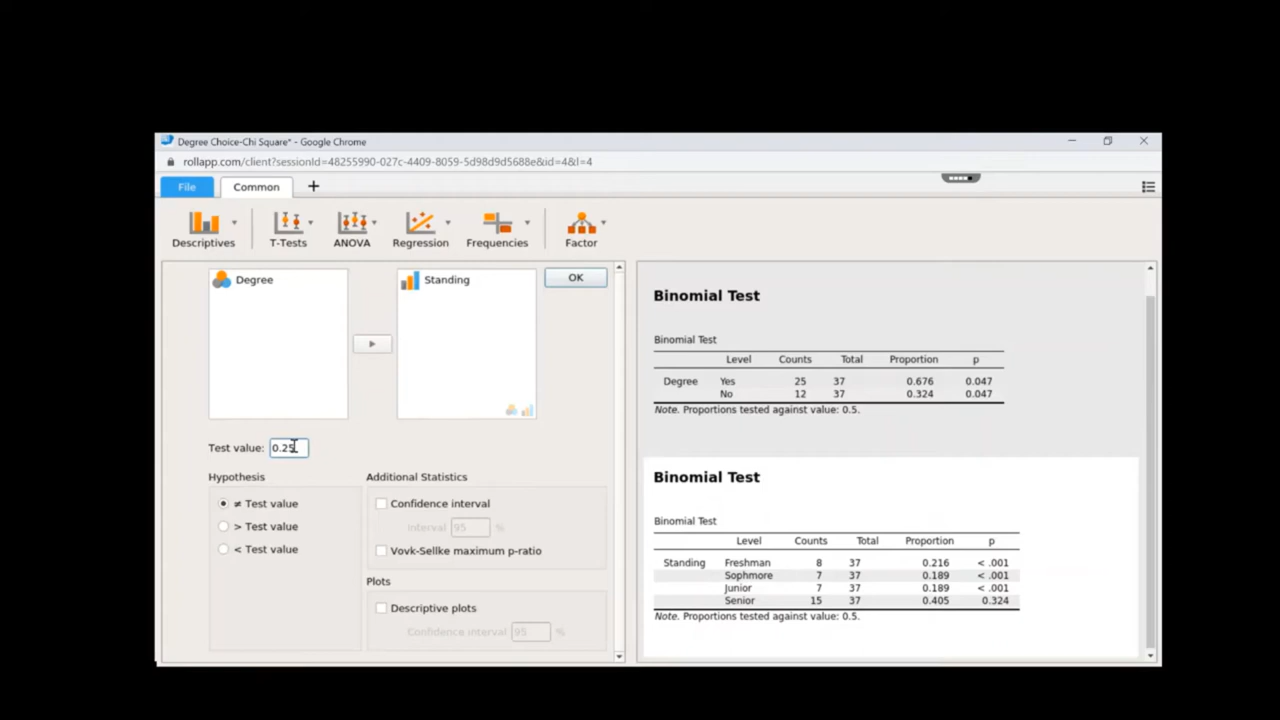 Degree Choice-Chi Square* - Google Chrome
rollapp.com/client?sessionId=48255990-027c-4409-8059-5d98d9d5688e&id=4&l=4
File Common +
Descriptives T-Tests ANOVA Regression Frequencies Factor
Degree
Standing
OK
Test value: 0.25
Hypothesis
≠ Test value
> Test value
< Test value
Additional Statistics
Confidence interval
Interval 95 %
Vovk-Sellke maximum p-ratio
Plots
Descriptive plots
Confidence interval 95 %
Binomial Test
Binomial Test
Level Counts Total Proportion p
Degree Yes 25 37 0.676 0.047
No 12 37 0.324 0.047
Note. Proportions tested against value: 0.5.
Binomial Test
Binomial Test
Level Counts Total Proportion p
Standing Freshman 8 37 0.216 < .001
Sophmore 7 37 0.189 < .001
Junior 7 37 0.189 < .001
Senior 15 37 0.405 0.324
Note. Proportions tested against value: 0.5.